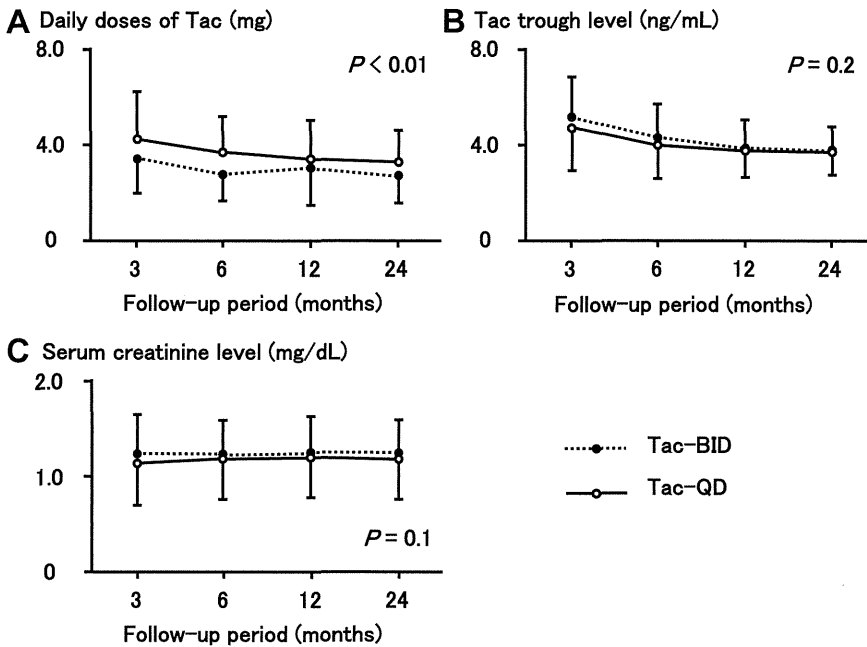 A Daily doses of Tac (mg)
8.0
4.0
0
P < 0.01
3 6 12 24
Follow-up period (months)
B Tac trough level (ng/mL)
8.0
4.0
0
P = 0.2
3 6 12 24
Follow-up period (months)
C Serum creatinine level (mg/dL)
2.0
1.0
0
P = 0.1
3 6 12 24
Follow-up period (months)
Tac-BID
Tac-QD